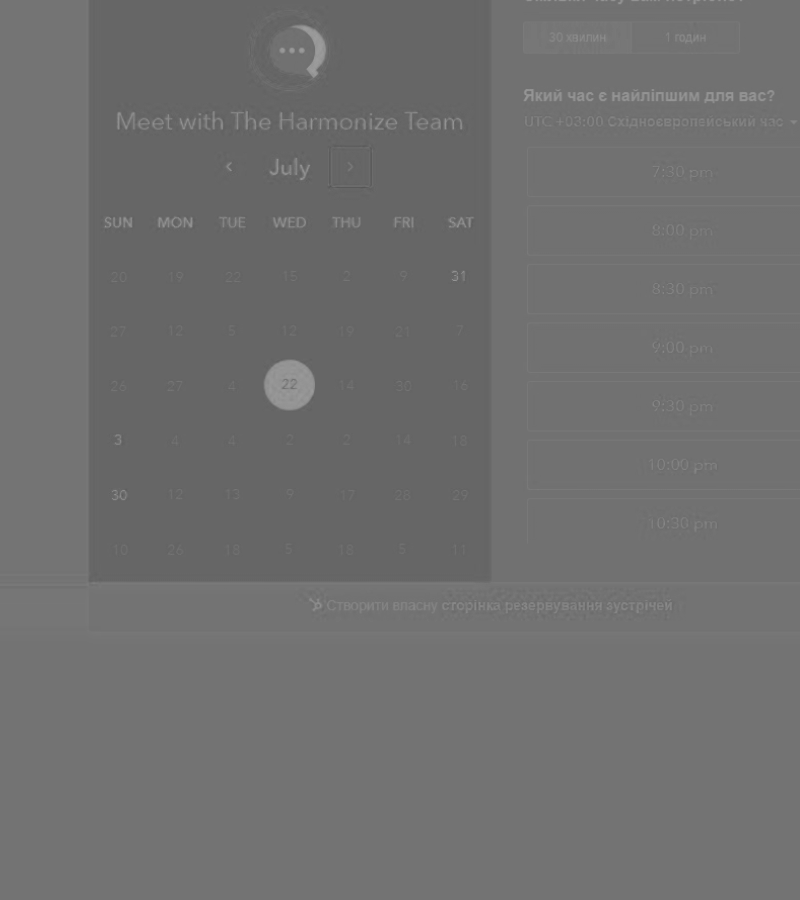 30 хвилин 1 годин
Який час є найліпшим для вас?
UTC +03:00 Східноєвропейський час
Meet with The Harmonize Team
July
SUN MON TUE WED THU FRI SAT
20 19 22 15 2 9 31
27 12 5 12 19 21 7
26 27 4 22 14 30 16
3 4 4 2 2 14 18
30 12 13 9 17 28 29
10 26 18 5 18 5 11
7:30 pm
8:00 pm
8:30 pm
9:00 pm
9:30 pm
10:00 pm
10:30 pm
Створити власну сторінка резервування зустрічей